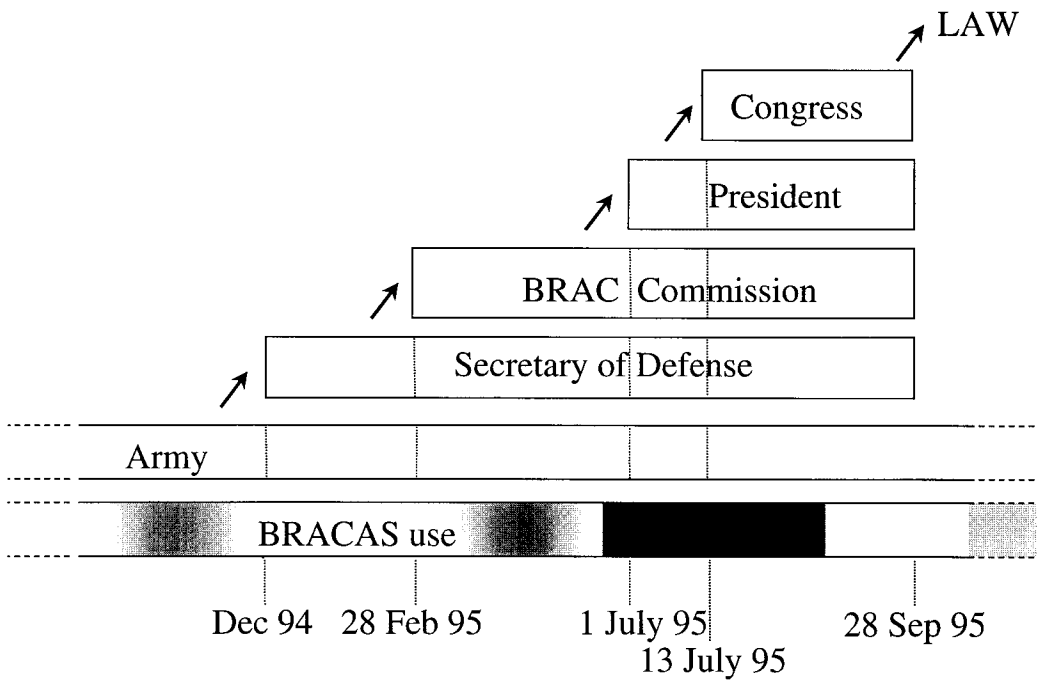 LAW
Congress
President
BRAC Commission
Secretary of Defense
Army
BRACAS use
Dec 94
28 Feb 95
1 July 95
28 Sep 95
13 July 95